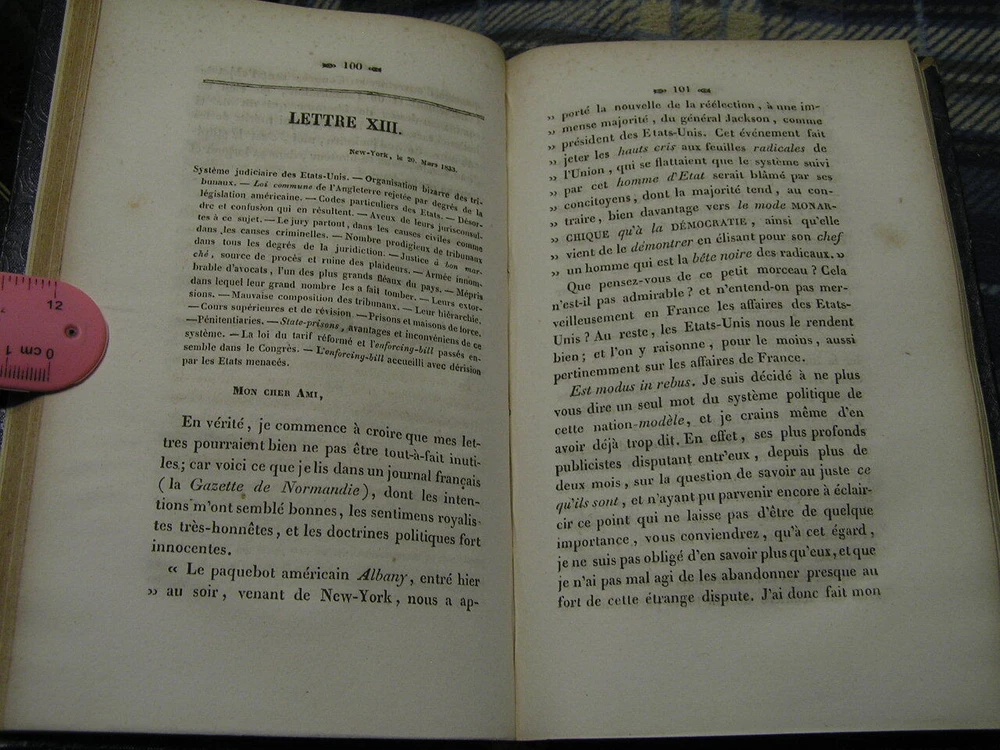 100
LETTRE XIII.
New-York, le 20. Mars 1833.
Système judiciaire des Etats-Unis. — Organisation bizarre des tri-
bunaux. — Loi commune de l'Angleterre rejetée par degrés de la
législation américaine. — Codes particuliers des Etats. — Désor-
dre et confusion qui en résultent. — Aveux de leurs jurisconsul-
tes à ce sujet. — Le jury partout, dans les causes civiles comme
dans les causes criminelles. — Nombre prodigieux de tribunaux
dans tous les degrés de la juridiction. — Justice à bon mar-
ché, source de procès et ruine des plaideurs. — Armée innom-
brable d'avocats, l'un des plus grands fléaux du pays. — Mépris
dans lequel leur grand nombre les a fait tomber. — Leurs extor-
sions. — Mauvaise composition des tribunaux. — Leur hiérarchie.
— Cours supérieures et de révision. — Prisons et maisons de force.
— Pénitentiaries. — State-prisons, avantages et inconvéniens de ce
système. — La loi du tarif réformé et l'enforcing-bill passés en-
semble dans le Congrès. — L'enforcing-bill accueilli avec dérision
par les Etats menacés.
MON CHER AMI,
En vérité, je commence à croire que mes let-
tres pourraient bien ne pas être tout-à-fait inuti-
les; car voici ce que je lis dans un journal français
(la Gazette de Normandie), dont les inten-
tions m'ont semblé bonnes, les sentimens royalis-
tes très-honnêtes, et les doctrines politiques fort
innocentes.
« Le paquebot américain Albany, entré hier
» au soir, venant de New-York, nous a ap-
101
» porté la nouvelle de la réélection, à une im-
» mense majorité, du général Jackson, comme
» président des Etats-Unis. Cet événement fait
» jeter les hauts cris aux feuilles radicales de
» l'Union, qui se flattaient que le système suivi
» par cet homme d'Etat serait blâmé par ses
» concitoyens, dont la majorité tend, au con-
» traire, bien davantage vers le mode MONAR-
» CHIQUE qu'à la DÉMOCRATIE, ainsi qu'elle
» vient de le démontrer en élisant pour son chef
» un homme qui est la bête noire des radicaux. »
Que pensez-vous de ce petit morceau? Cela
n'est-il pas admirable? et n'entend-on pas mer-
veilleusement en France les affaires des Etats-
Unis? Au reste, les Etats-Unis nous le rendent
bien; et l'on y raisonne, pour le moins, aussi
pertinemment sur les affaires de France.
Est modus in rebus. Je suis décidé à ne plus
vous dire un seul mot du système politique de
cette nation-modèle, et je crains même d'en
avoir déjà trop dit. En effet, ses plus profonds
publicistes disputant entr'eux, depuis plus de
deux mois, sur la question de savoir au juste ce
qu'ils sont, et n'ayant pu parvenir encore à éclair-
cir ce point qui ne laisse pas d'être de quelque
importance, vous conviendrez, qu'à cet égard,
je ne suis pas obligé d'en savoir plus qu'eux, et que
je n'ai pas mal agi de les abandonner presque au
fort de cette étrange dispute. J'ai donc fait mon
12
0 cm 1